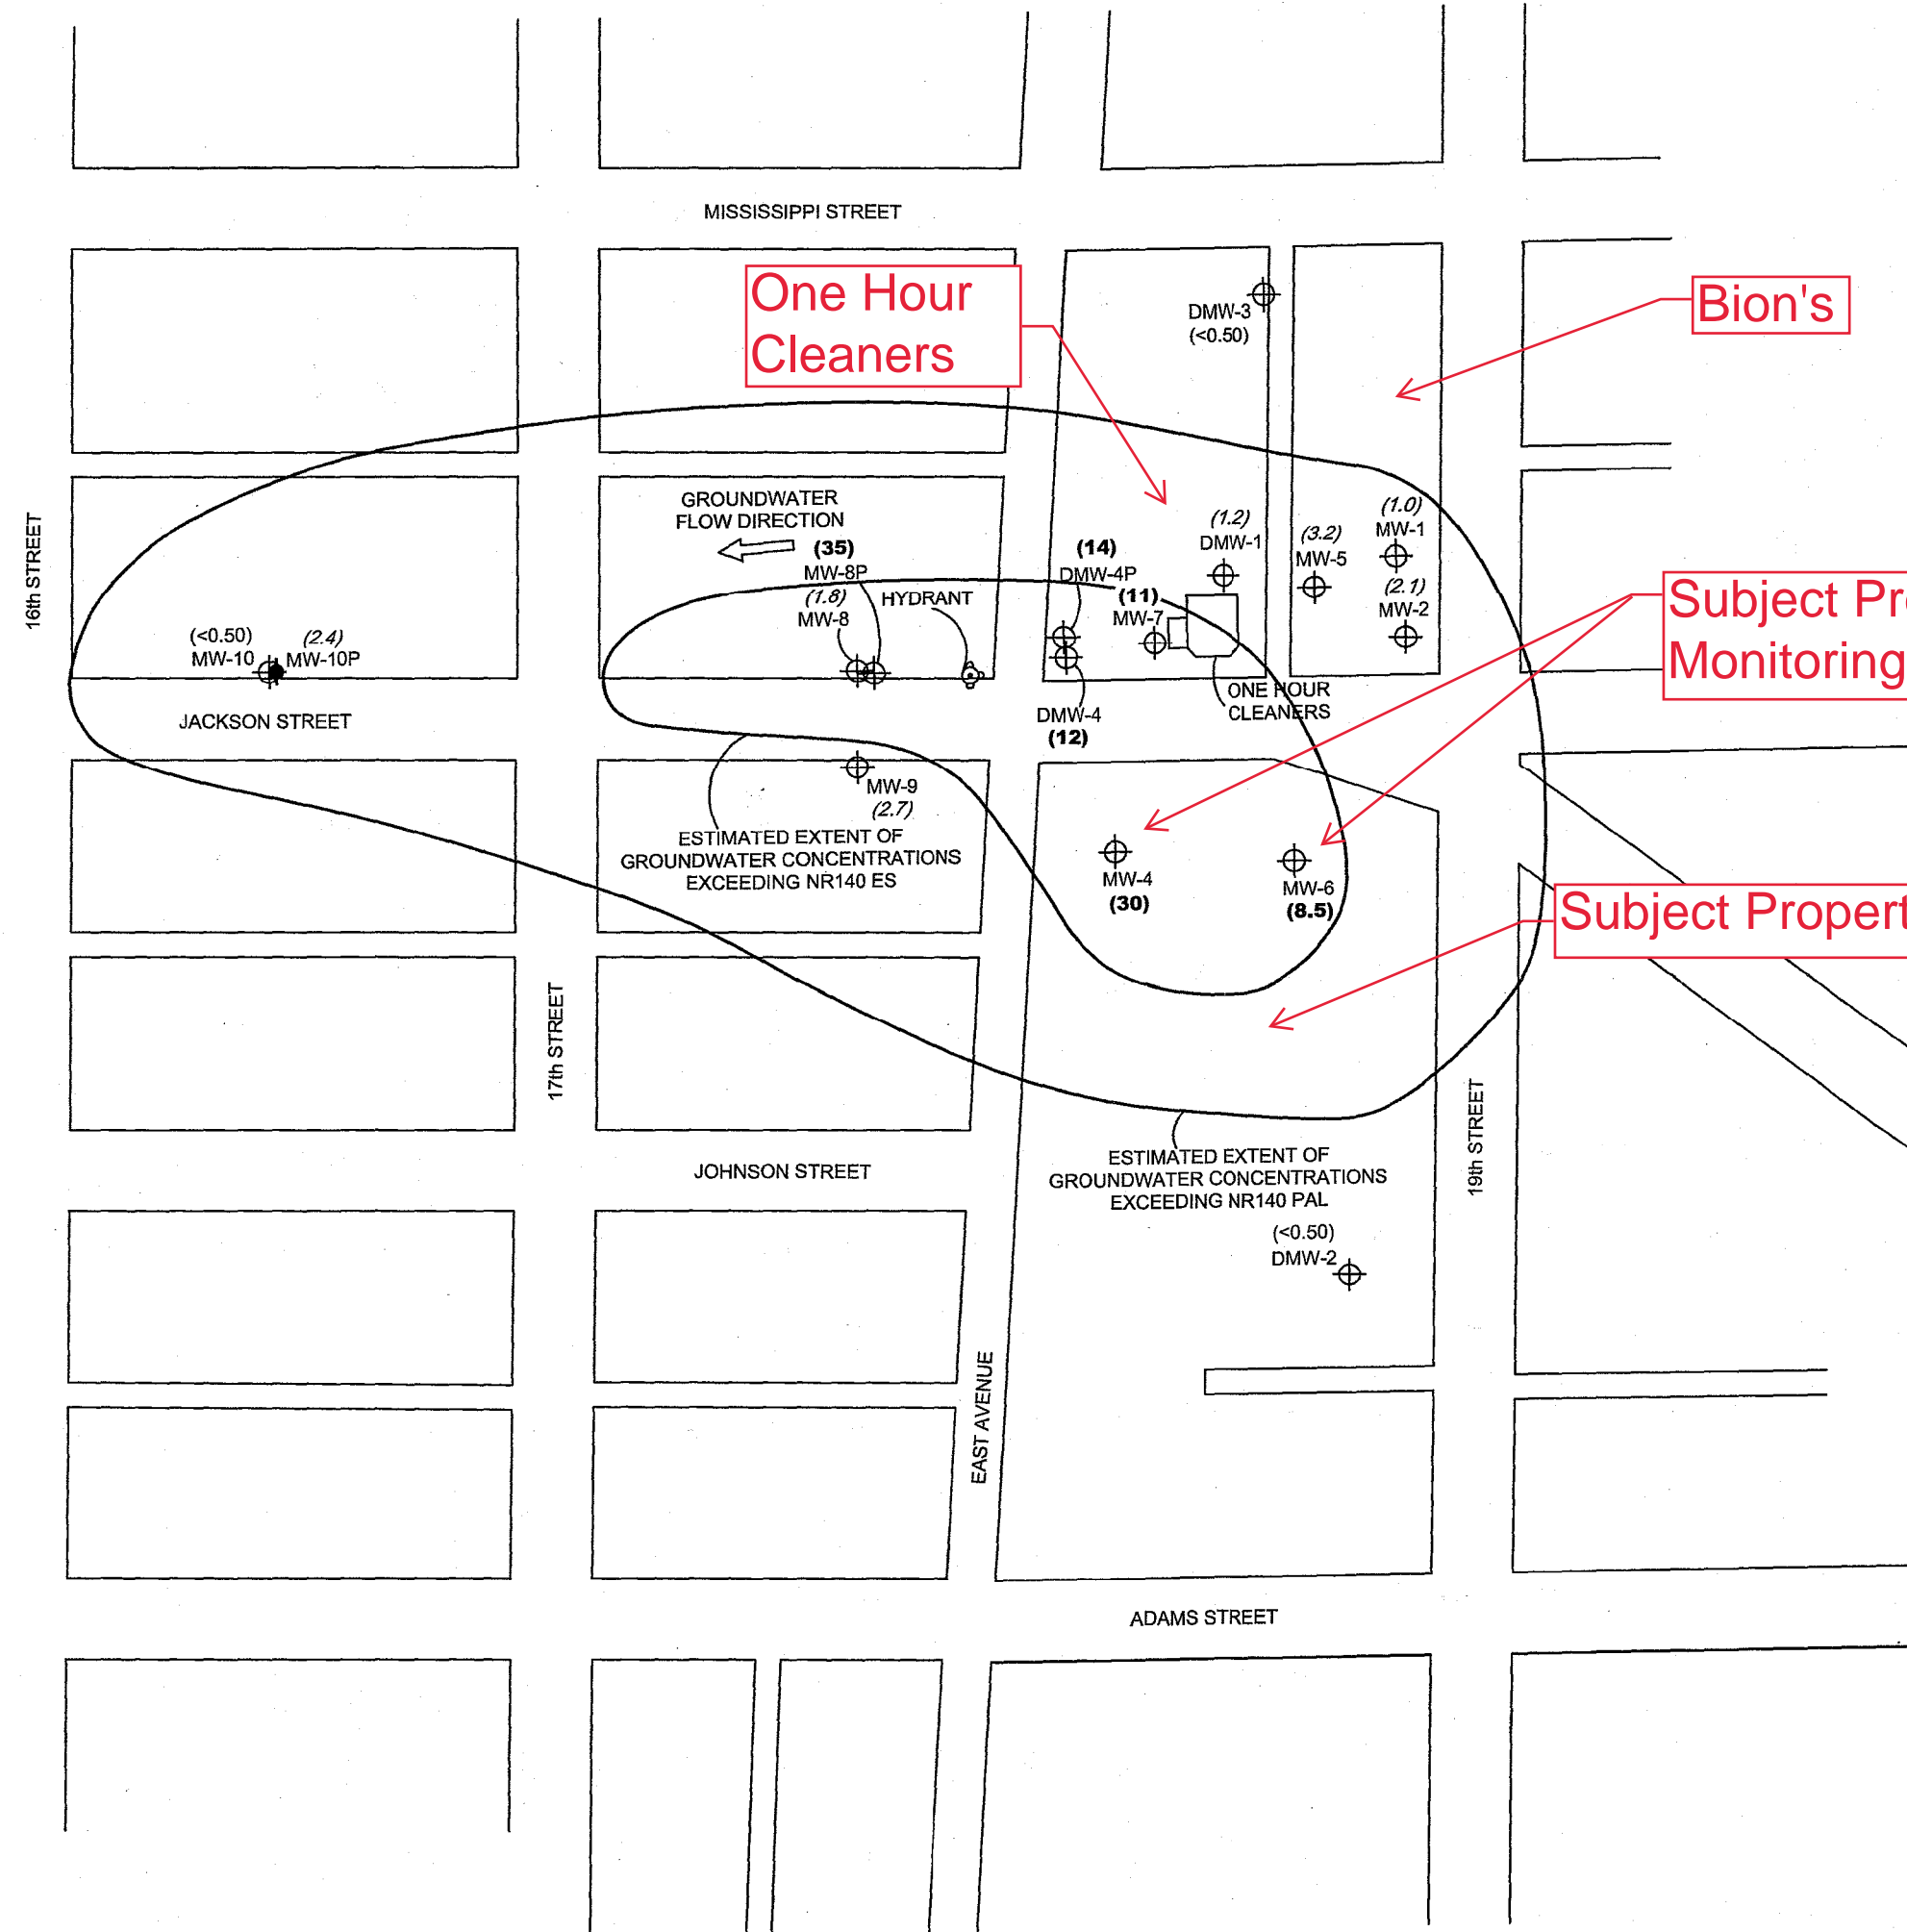 MISSISSIPPI STREET
One Hour
Cleaners
DMW-3
(<0.50)
Bion's
16th STREET
GROUNDWATER
FLOW DIRECTION
(35)
MW-8P
(1.8)
MW-8
HYDRANT
(14)
DMW-4P
(11)
MW-7
(1.2)
DMW-1
(3.2)
MW-5
(1.0)
MW-1
(2.1)
MW-2
(<0.50)
MW-10
(2.4)
MW-10P
Subject Pr
Monitoring
JACKSON STREET
DMW-4
(12)
ONE HOUR
CLEANERS
MW-9
(2.7)
ESTIMATED EXTENT OF
GROUNDWATER CONCENTRATIONS
EXCEEDING NR140 ES
MW-4
(30)
MW-6
(8.5)
Subject Propert
17th STREET
19th STREET
JOHNSON STREET
ESTIMATED EXTENT OF
GROUNDWATER CONCENTRATIONS
EXCEEDING NR140 PAL
(<0.50)
DMW-2
EAST AVENUE
ADAMS STREET